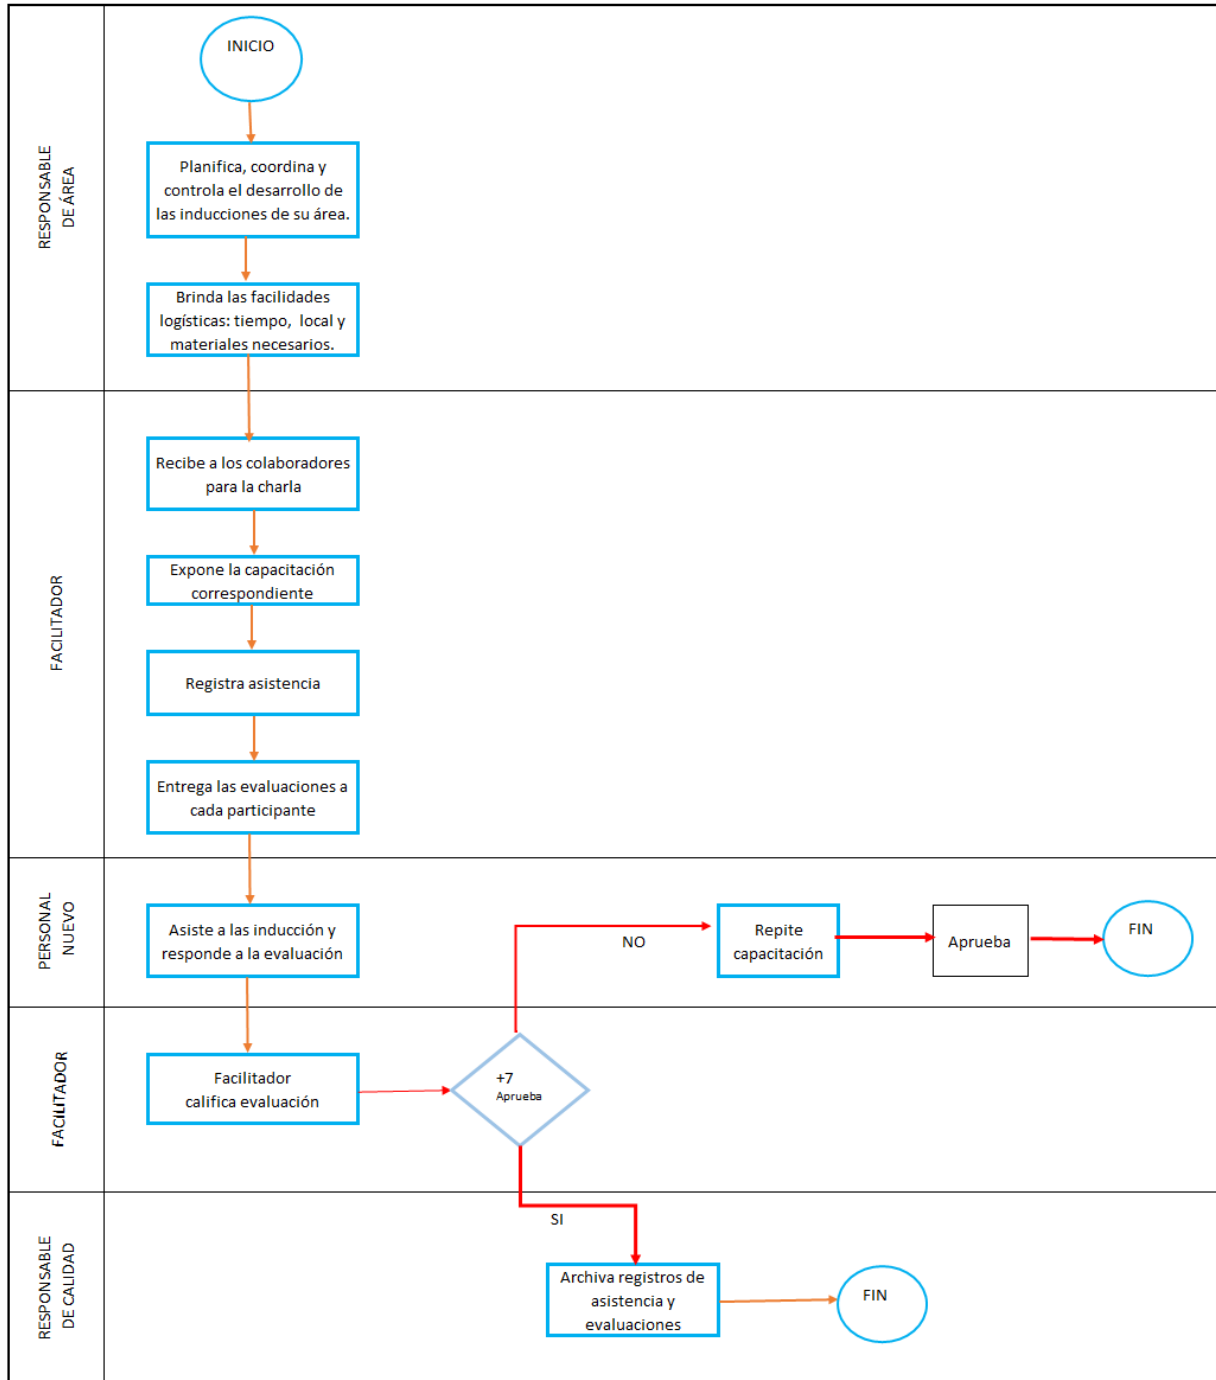 INICIO
RESPONSABLE
DE ÁREA
Planifica, coordina y
controla el desarrollo de
las inducciones de su área.
Brinda las facilidades
logísticas: tiempo, local y
materiales necesarios.
FACILITADOR
Recibe a los colaboradores
para la charla
Expone la capacitación
correspondiente
Registra asistencia
Entrega las evaluaciones a
cada participante
PERSONAL
NUEVO
Asiste a las inducción y
responde a la evaluación
NO
Repite
capacitación
Aprueba
FIN
FACILITADOR
Facilitador
califica evaluación
+7
Aprueba
RESPONSABLE
DE CALIDAD
SI
Archiva registros de
asistencia y
evaluaciones
FIN